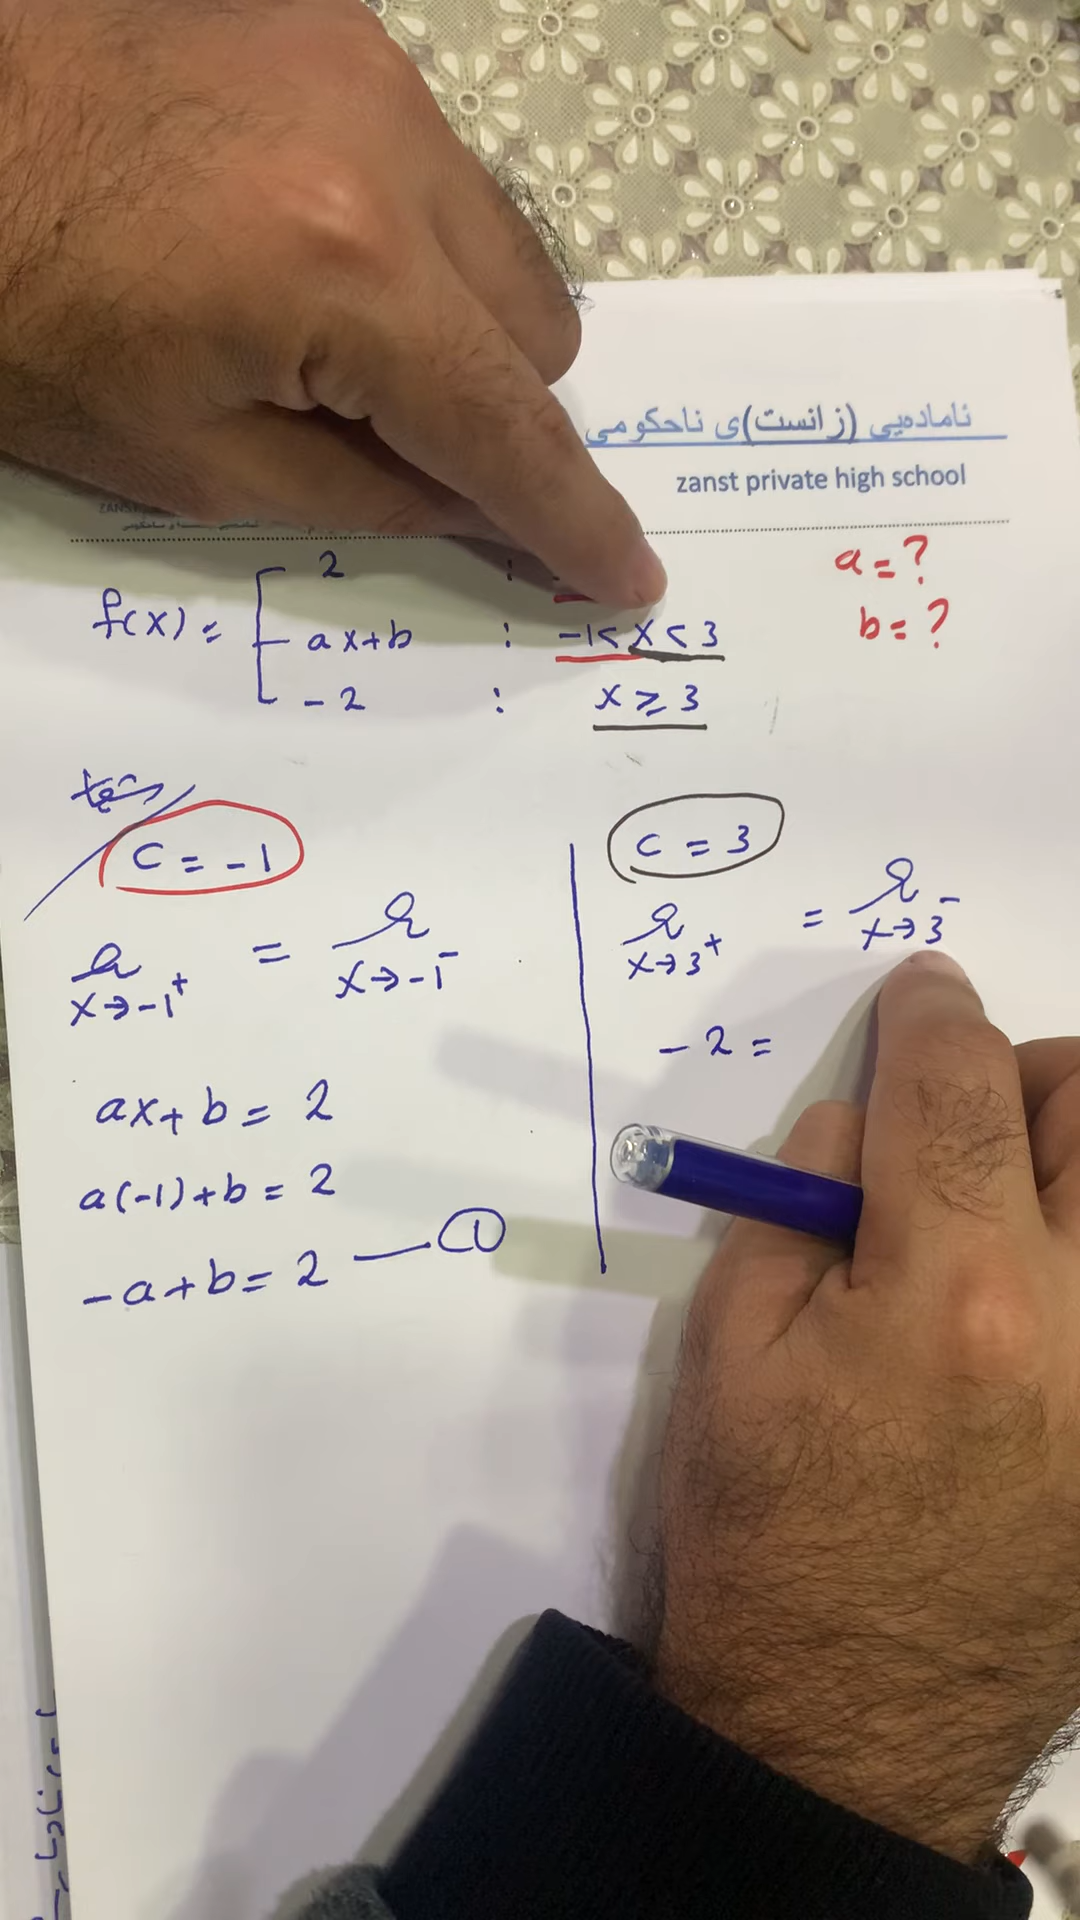 ئامادەیی (زانست)ی ناحکومی
zanst private high school
ZANS
f(x) = 2 :
ax+b : -1< x < 3
-2 : x ≥ 3
a = ?
b = ?
C = -1
x→-1⁺ = x→-1⁻
ax+b = 2
a(-1)+b = 2
-a+b = 2 — ①
C = 3
x→3⁺ = x→3⁻
-2 =